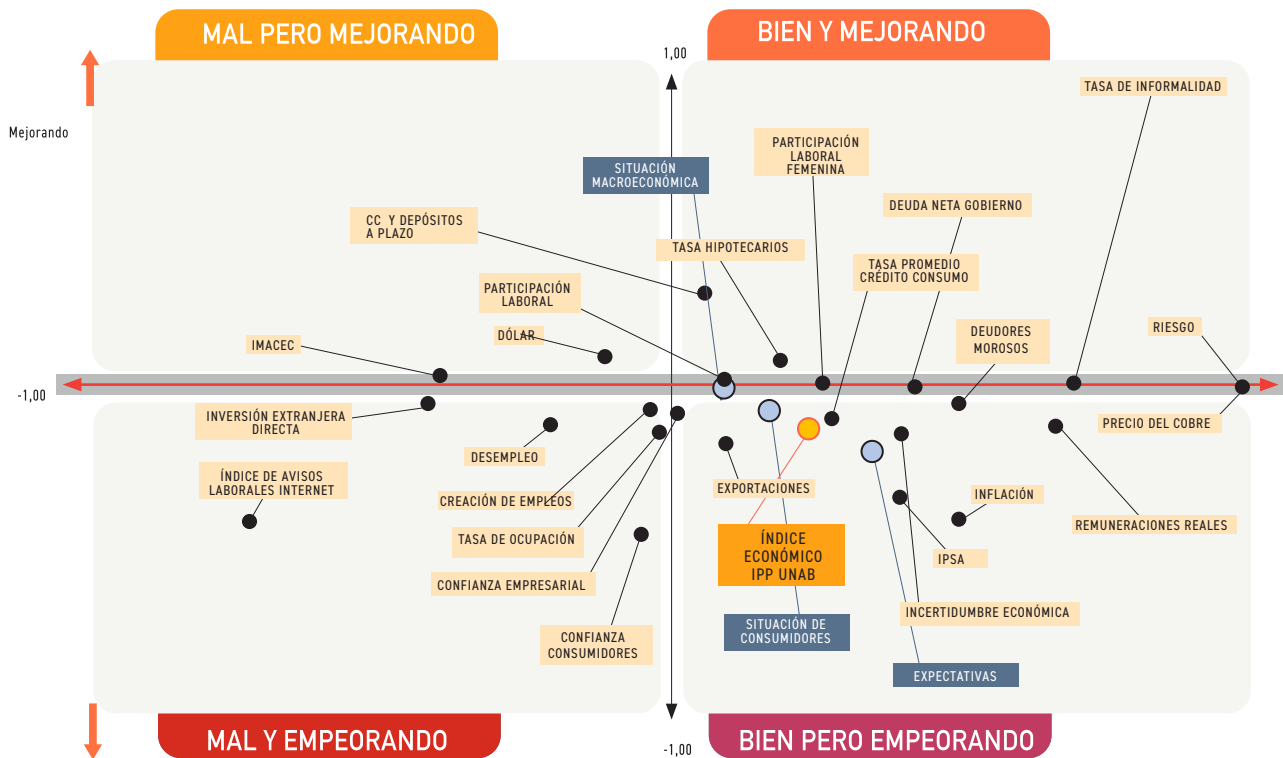 MAL PERO MEJORANDO
BIEN Y MEJORANDO
1,00
TASA DE INFORMALIDAD
Mejorando
PARTICIPACIÓN
LABORAL
FEMENINA
SITUACIÓN
MACROECONÓMICA
DEUDA NETA GOBIERNO
CC Y DEPÓSITOS
A PLAZO
TASA HIPOTECARIOS
TASA PROMEDIO
CRÉDITO CONSUMO
PARTICIPACIÓN
LABORAL
DÓLAR
DEUDORES
MOROSOS
RIESGO
IMACEC
-1,00
INVERSIÓN EXTRANJERA
DIRECTA
PRECIO DEL COBRE
DESEMPLEO
ÍNDICE DE AVISOS
LABORALES INTERNET
EXPORTACIONES
INFLACIÓN
CREACIÓN DE EMPLEOS
REMUNERACIONES REALES
TASA DE OCUPACIÓN
ÍNDICE
ECONÓMICO
IPP UNAB
IPSA
CONFIANZA EMPRESARIAL
INCERTIDUMBRE ECONÓMICA
SITUACIÓN DE
CONSUMIDORES
CONFIANZA
CONSUMIDORES
EXPECTATIVAS
MAL Y EMPEORANDO
-1,00
BIEN PERO EMPEORANDO